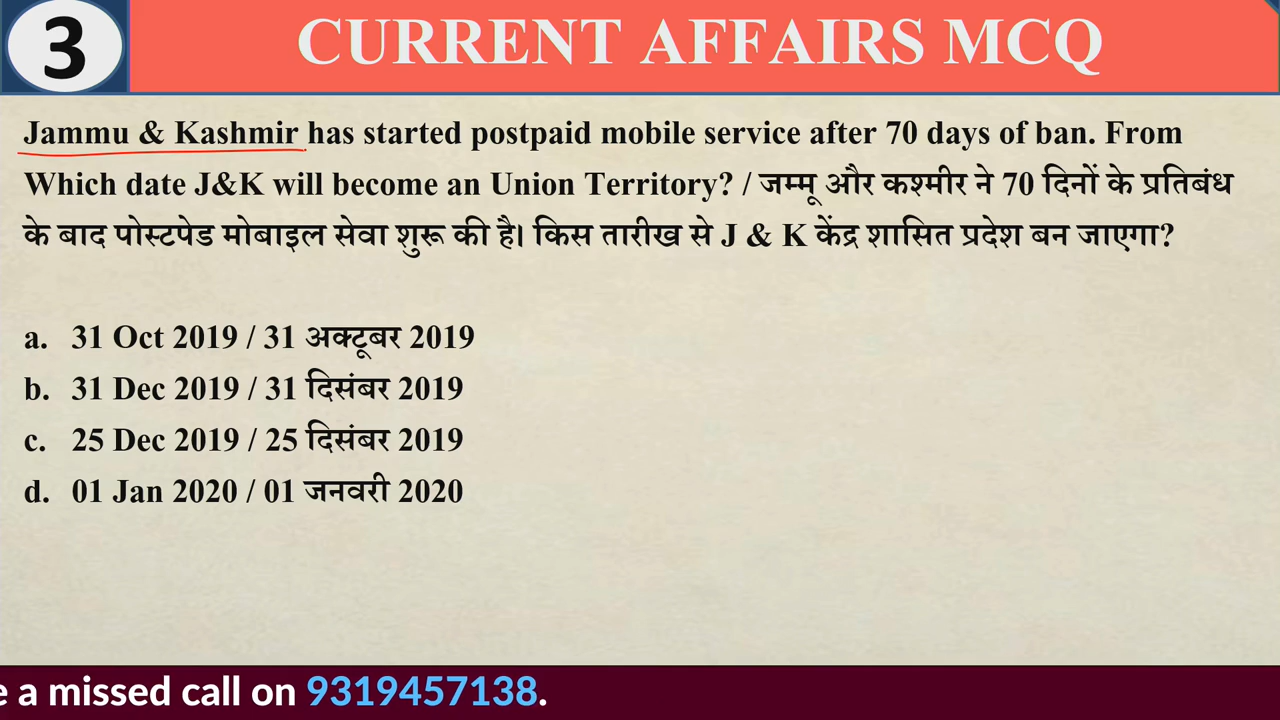 3
CURRENT AFFAIRS MCQ
Jammu & Kashmir has started postpaid mobile service after 70 days of ban. From
Which date J&K will become an Union Territory? / जम्मू और कश्मीर ने 70 दिनों के प्रतिबंध
के बाद पोस्टपेड मोबाइल सेवा शुरू की है। किस तारीख से J & K केंद्र शासित प्रदेश बन जाएगा?
a. 31 Oct 2019 / 31 अक्टूबर 2019
b. 31 Dec 2019 / 31 दिसंबर 2019
c. 25 Dec 2019 / 25 दिसंबर 2019
d. 01 Jan 2020 / 01 जनवरी 2020
e a missed call on 9319457138.